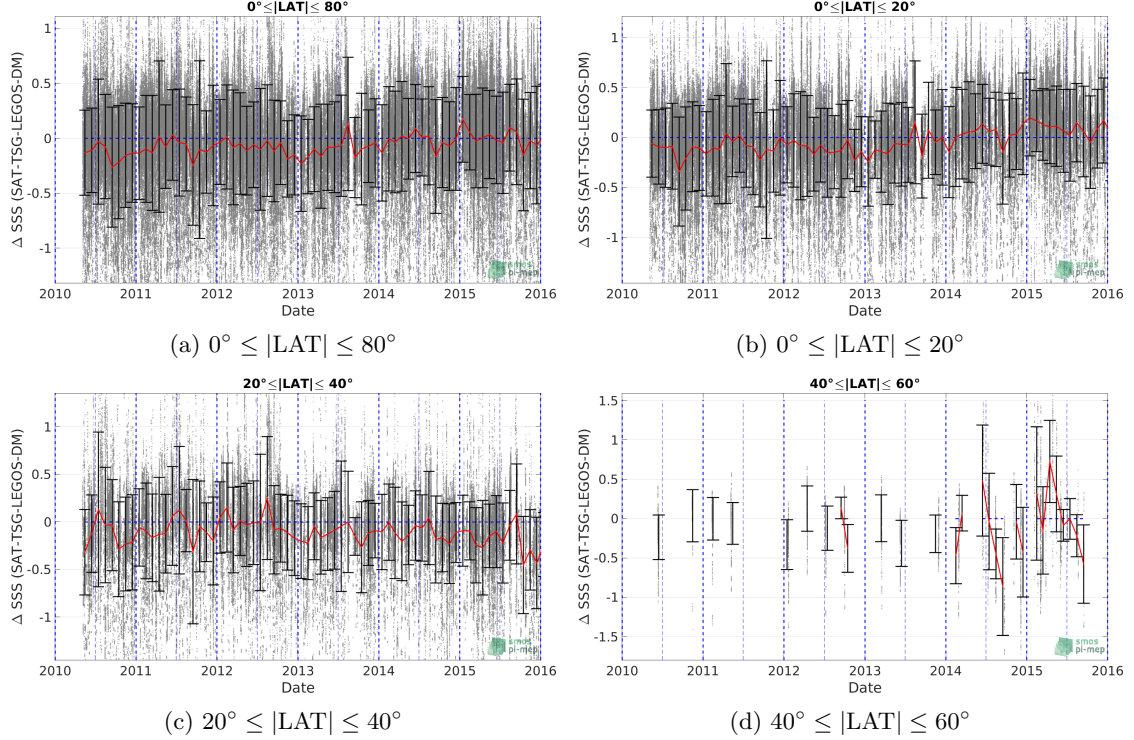 0°≤|LAT|≤ 80°
Δ SSS (SAT-TSG-LEGOS-DM)
1
0.5
0
-0.5
-1
2010 2011 2012 2013 2014 2015 2016
Date
smos
pi-mep
(a) 0° ≤ |LAT| ≤ 80°
0°≤|LAT|≤ 20°
Δ SSS (SAT-TSG-LEGOS-DM)
1
0.5
0
-0.5
-1
2010 2011 2012 2013 2014 2015 2016
Date
smos
pi-mep
(b) 0° ≤ |LAT| ≤ 20°
20°≤|LAT|≤ 40°
Δ SSS (SAT-TSG-LEGOS-DM)
1
0.5
0
-0.5
-1
2010 2011 2012 2013 2014 2015 2016
Date
smos
pi-mep
(c) 20° ≤ |LAT| ≤ 40°
40°≤|LAT|≤ 60°
Δ SSS (SAT-TSG-LEGOS-DM)
1.5
1
0.5
0
-0.5
-1
-1.5
2010 2011 2012 2013 2014 2015 2016
Date
smos
pi-mep
(d) 40° ≤ |LAT| ≤ 60°